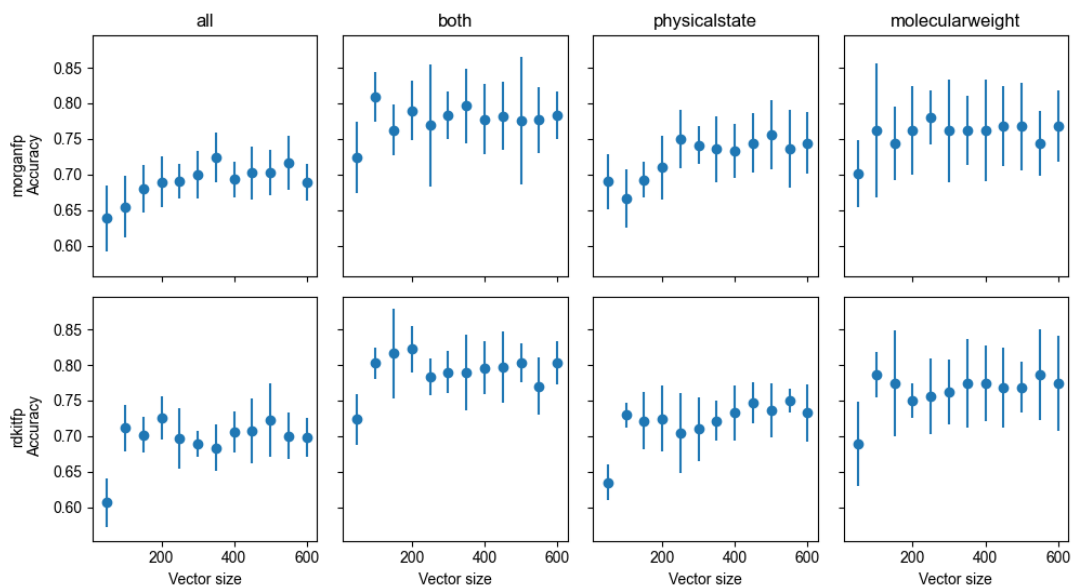 all
both
physicalstate
molecularweight
morganfp
Accuracy
0.85
0.80
0.75
0.70
0.65
0.60
rdkitfp
Accuracy
0.85
0.80
0.75
0.70
0.65
0.60
200 400 600
200 400 600
200 400 600
200 400 600
Vector size
Vector size
Vector size
Vector size